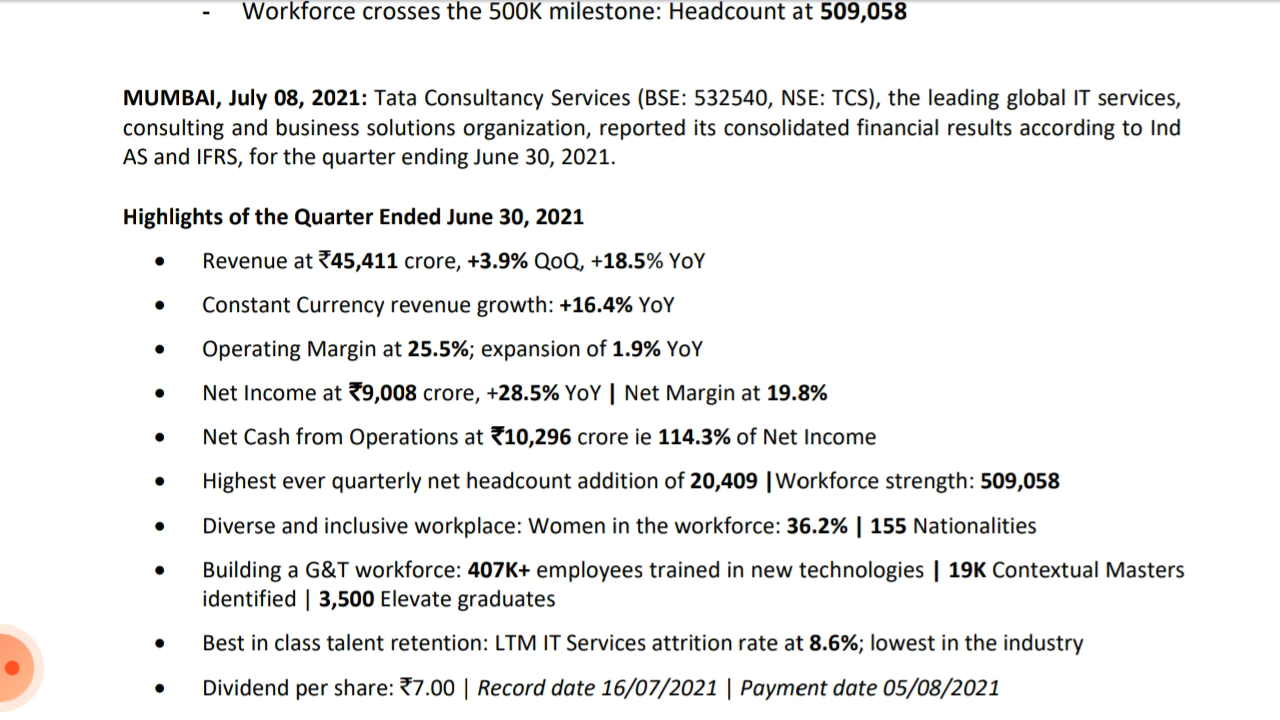 - Workforce crosses the 500K milestone: Headcount at 509,058
MUMBAI, July 08, 2021: Tata Consultancy Services (BSE: 532540, NSE: TCS), the leading global IT services,
consulting and business solutions organization, reported its consolidated financial results according to Ind
AS and IFRS, for the quarter ending June 30, 2021.
Highlights of the Quarter Ended June 30, 2021
• Revenue at ₹45,411 crore, +3.9% QoQ, +18.5% YoY
• Constant Currency revenue growth: +16.4% YoY
• Operating Margin at 25.5%; expansion of 1.9% YoY
• Net Income at ₹9,008 crore, +28.5% YoY | Net Margin at 19.8%
• Net Cash from Operations at ₹10,296 crore ie 114.3% of Net Income
• Highest ever quarterly net headcount addition of 20,409 |Workforce strength: 509,058
• Diverse and inclusive workplace: Women in the workforce: 36.2% | 155 Nationalities
• Building a G&T workforce: 407K+ employees trained in new technologies | 19K Contextual Masters
identified | 3,500 Elevate graduates
• Best in class talent retention: LTM IT Services attrition rate at 8.6%; lowest in the industry
• Dividend per share: ₹7.00 | Record date 16/07/2021 | Payment date 05/08/2021